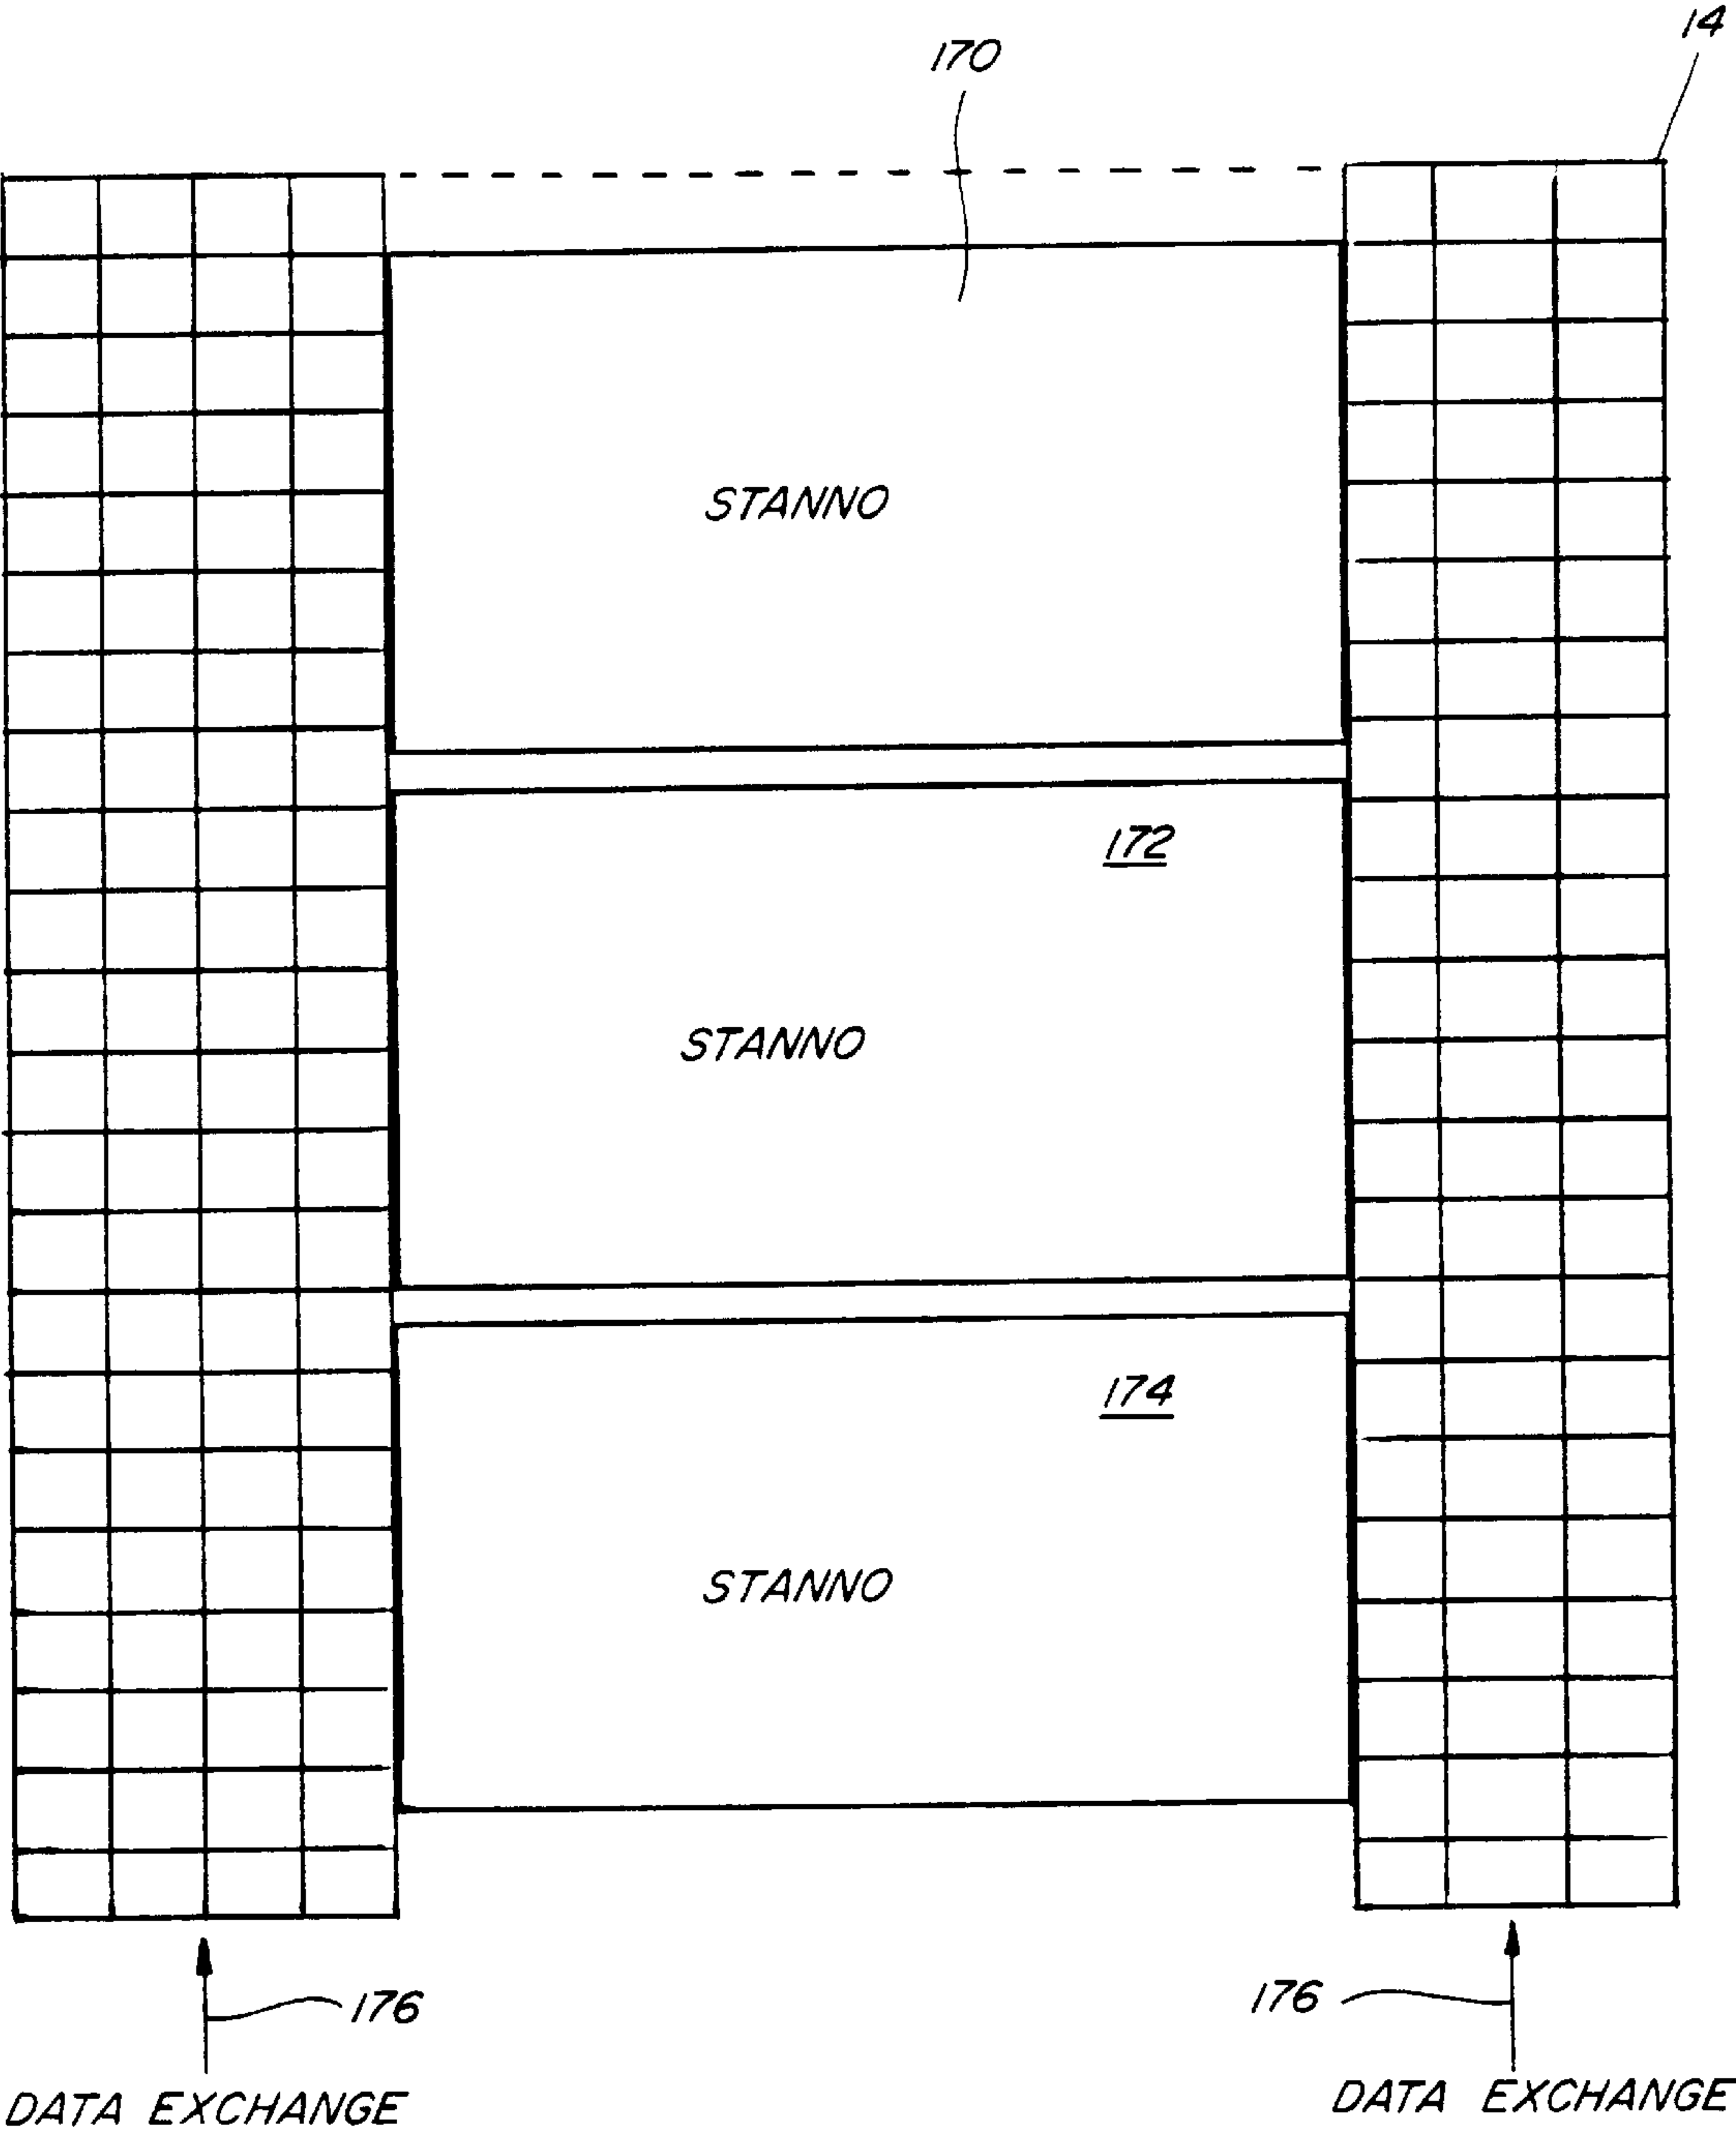 14
170
STANNO
172
STANNO
174
STANNO
176
176
DATA EXCHANGE
DATA EXCHANGE